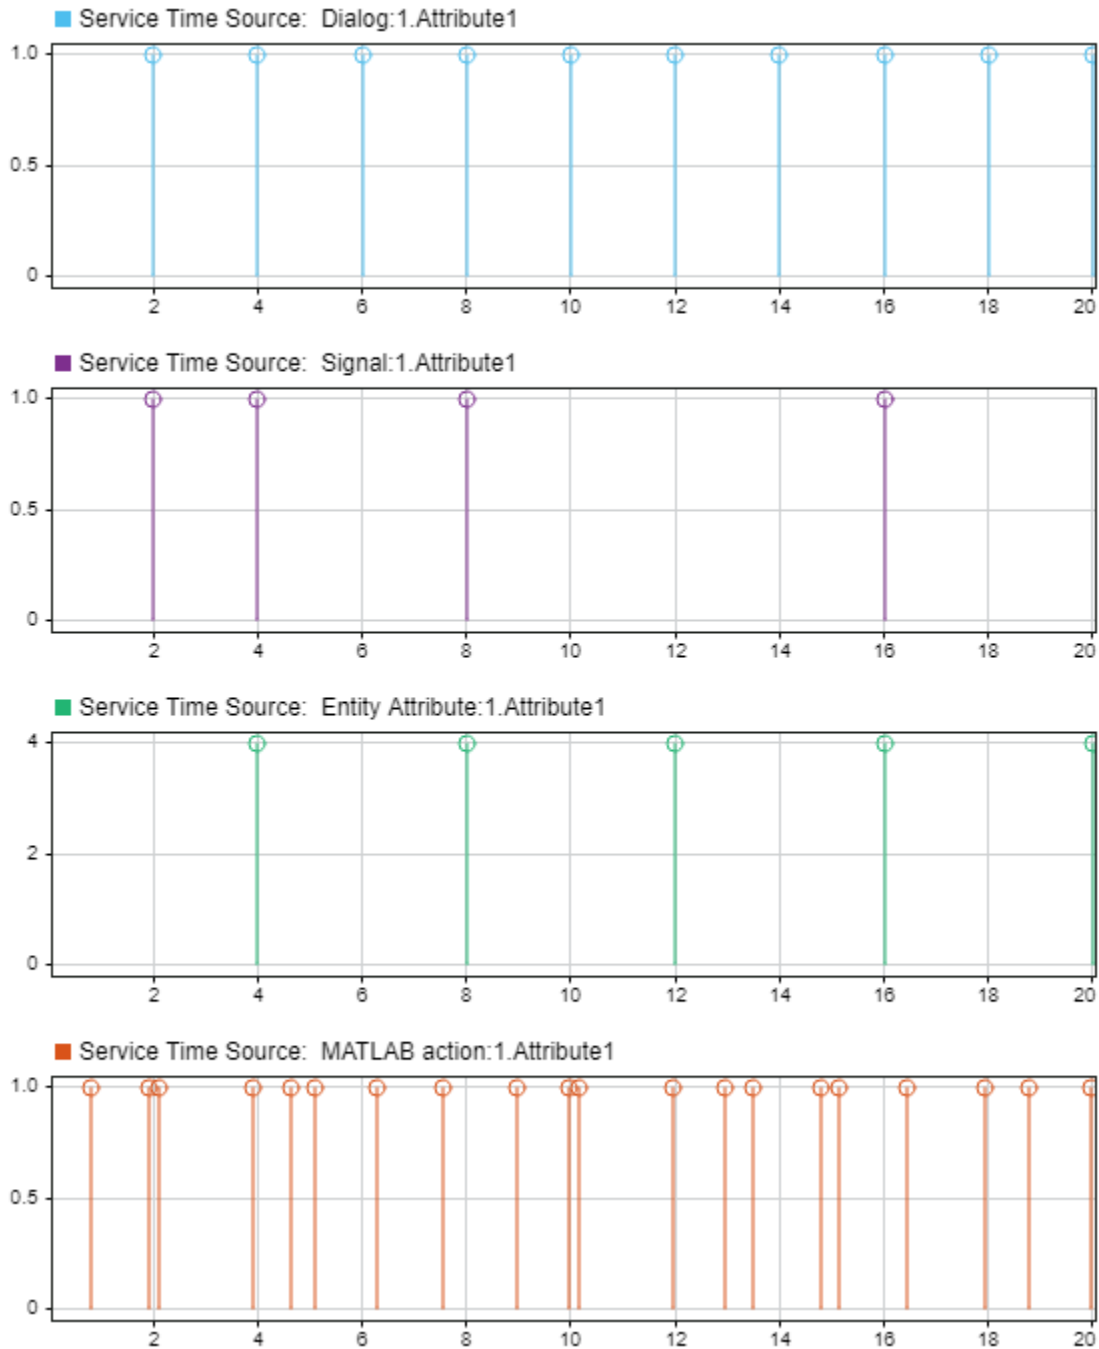 Service Time Source: Dialog:1.Attribute1
1.0
0.5
0
2 4 6 8 10 12 14 16 18 20
Service Time Source: Signal:1.Attribute1
1.0
0.5
0
2 4 6 8 10 12 14 16 18 20
Service Time Source: Entity Attribute:1.Attribute1
4
2
0
2 4 6 8 10 12 14 16 18 20
Service Time Source: MATLAB action:1.Attribute1
1.0
0.5
0
2 4 6 8 10 12 14 16 18 20